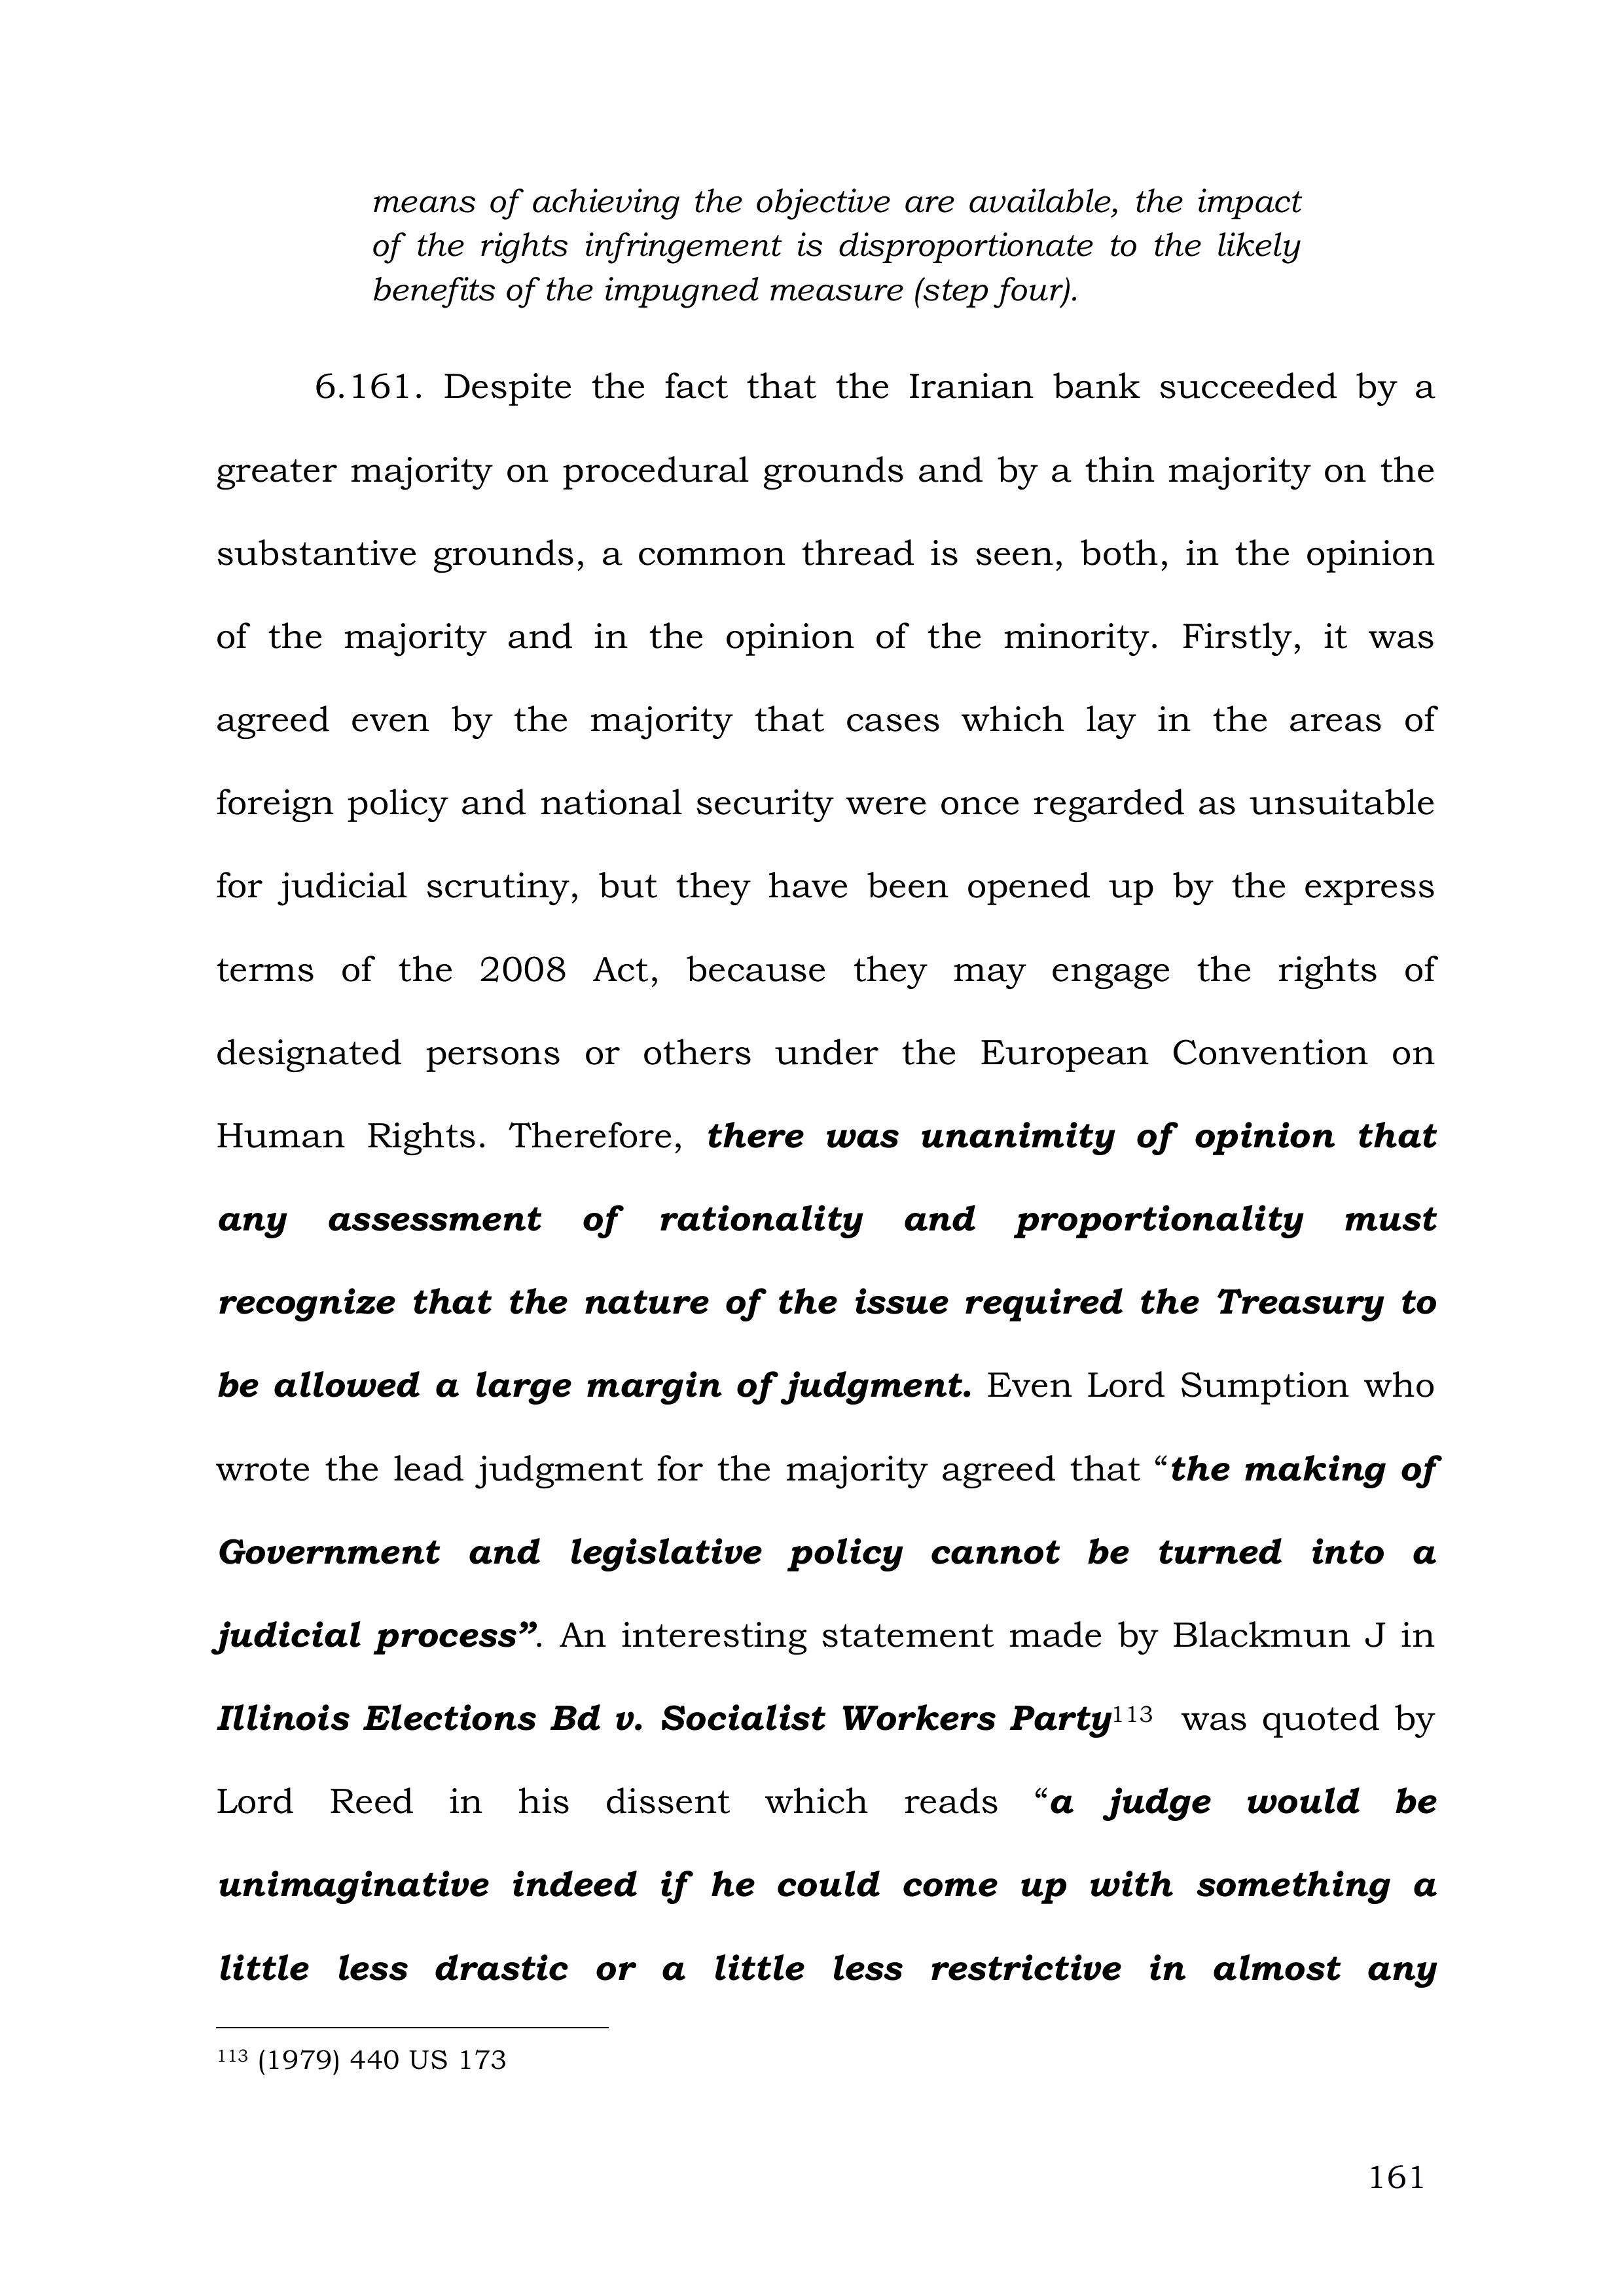 means of achieving the objective are available, the impact
of the rights infringement is disproportionate to the likely
benefits of the impugned measure (step four).
6.161. Despite the fact that the Iranian bank succeeded by a
greater majority on procedural grounds and by a thin majority on the
substantive grounds, a common thread is seen, both, in the opinion
of the majority and in the opinion of the minority. Firstly, it was
agreed even by the majority that cases which lay in the areas of
foreign policy and national security were once regarded as unsuitable
for judicial scrutiny, but they have been opened up by the express
terms of the 2008 Act, because they may engage the rights of
designated persons or others under the European Convention on
Human Rights. Therefore, there was unanimity of opinion that
any assessment of rationality and proportionality must
recognize that the nature of the issue required the Treasury to
be allowed a large margin of judgment. Even Lord Sumption who
wrote the lead judgment for the majority agreed that “the making of
Government and legislative policy cannot be turned into a
judicial process”. An interesting statement made by Blackmun J in
Illinois Elections Bd v. Socialist Workers Party113 was quoted by
Lord Reed in his dissent which reads “a judge would be
unimaginative indeed if he could come up with something a
little less drastic or a little less restrictive in almost any
113 (1979) 440 US 173
161